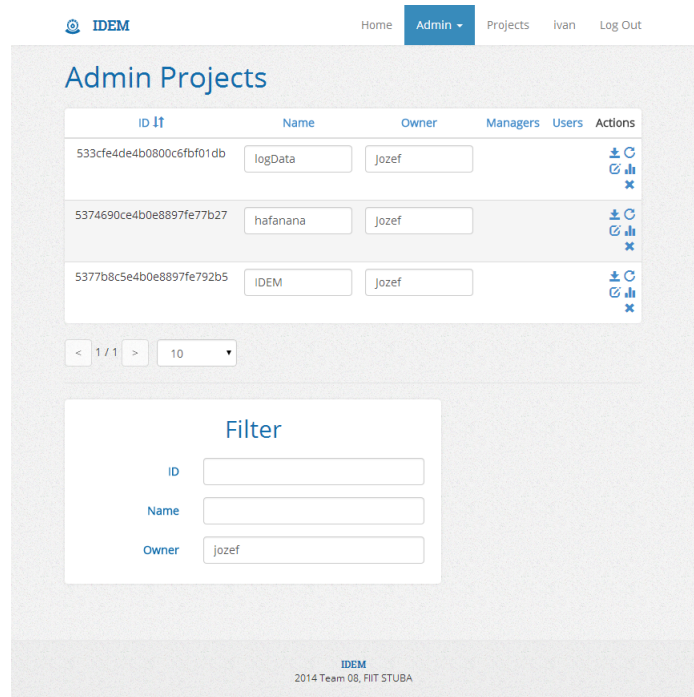 IDEM Home Admin Projects ivan Log Out
Admin Projects
ID Name Owner Managers Users Actions
533cfe4de4b0800c6fbf01db logData Jozef
5374690ce4b0e8897fe77b27 hafanana Jozef
5377b8c5e4b0e8897fe792b5 IDEM Jozef
< 1 / 1 > 10
Filter
ID
Name
Owner jozef
IDEM
2014 Team 08, FIIT STUBA